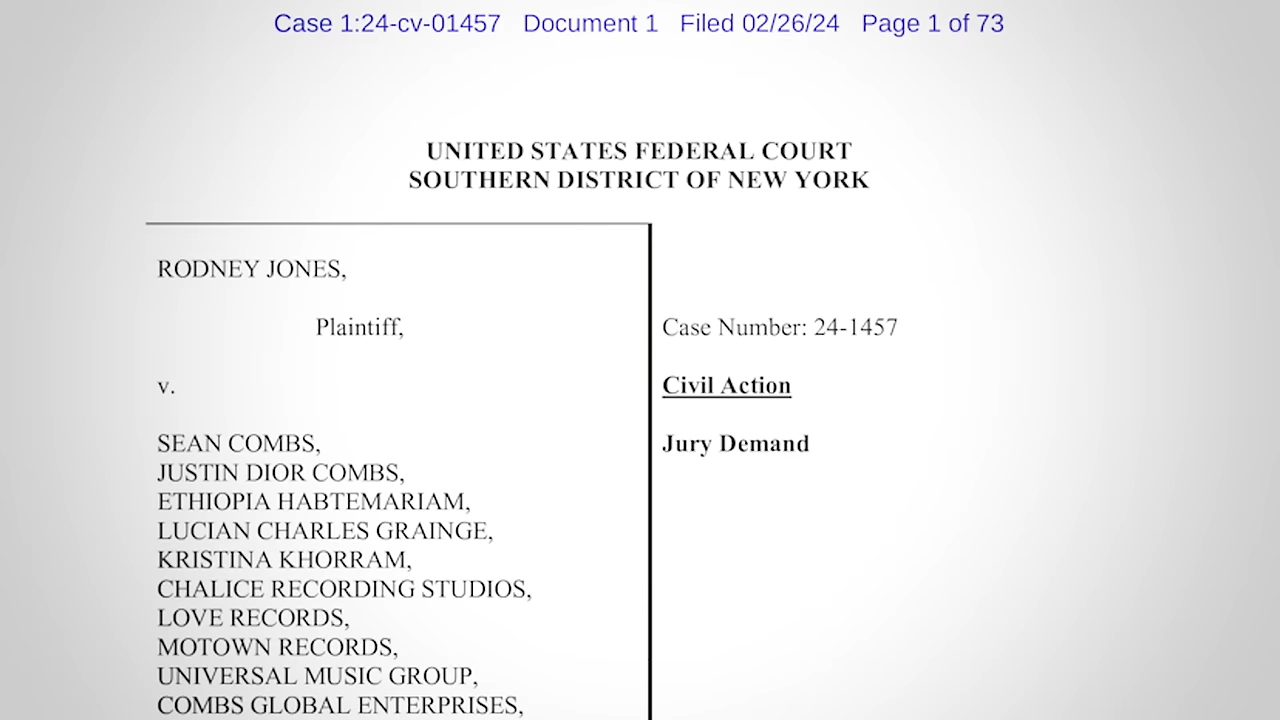 Case 1:24-cv-01457 Document 1 Filed 02/26/24 Page 1 of 73
UNITED STATES FEDERAL COURT
SOUTHERN DISTRICT OF NEW YORK
RODNEY JONES,
Plaintiff,
v.
SEAN COMBS,
JUSTIN DIOR COMBS,
ETHIOPIA HABTEMARIAM,
LUCIAN CHARLES GRAINGE,
KRISTINA KHORRAM,
CHALICE RECORDING STUDIOS,
LOVE RECORDS,
MOTOWN RECORDS,
UNIVERSAL MUSIC GROUP,
COMBS GLOBAL ENTERPRISES,
Case Number: 24-1457
Civil Action
Jury Demand